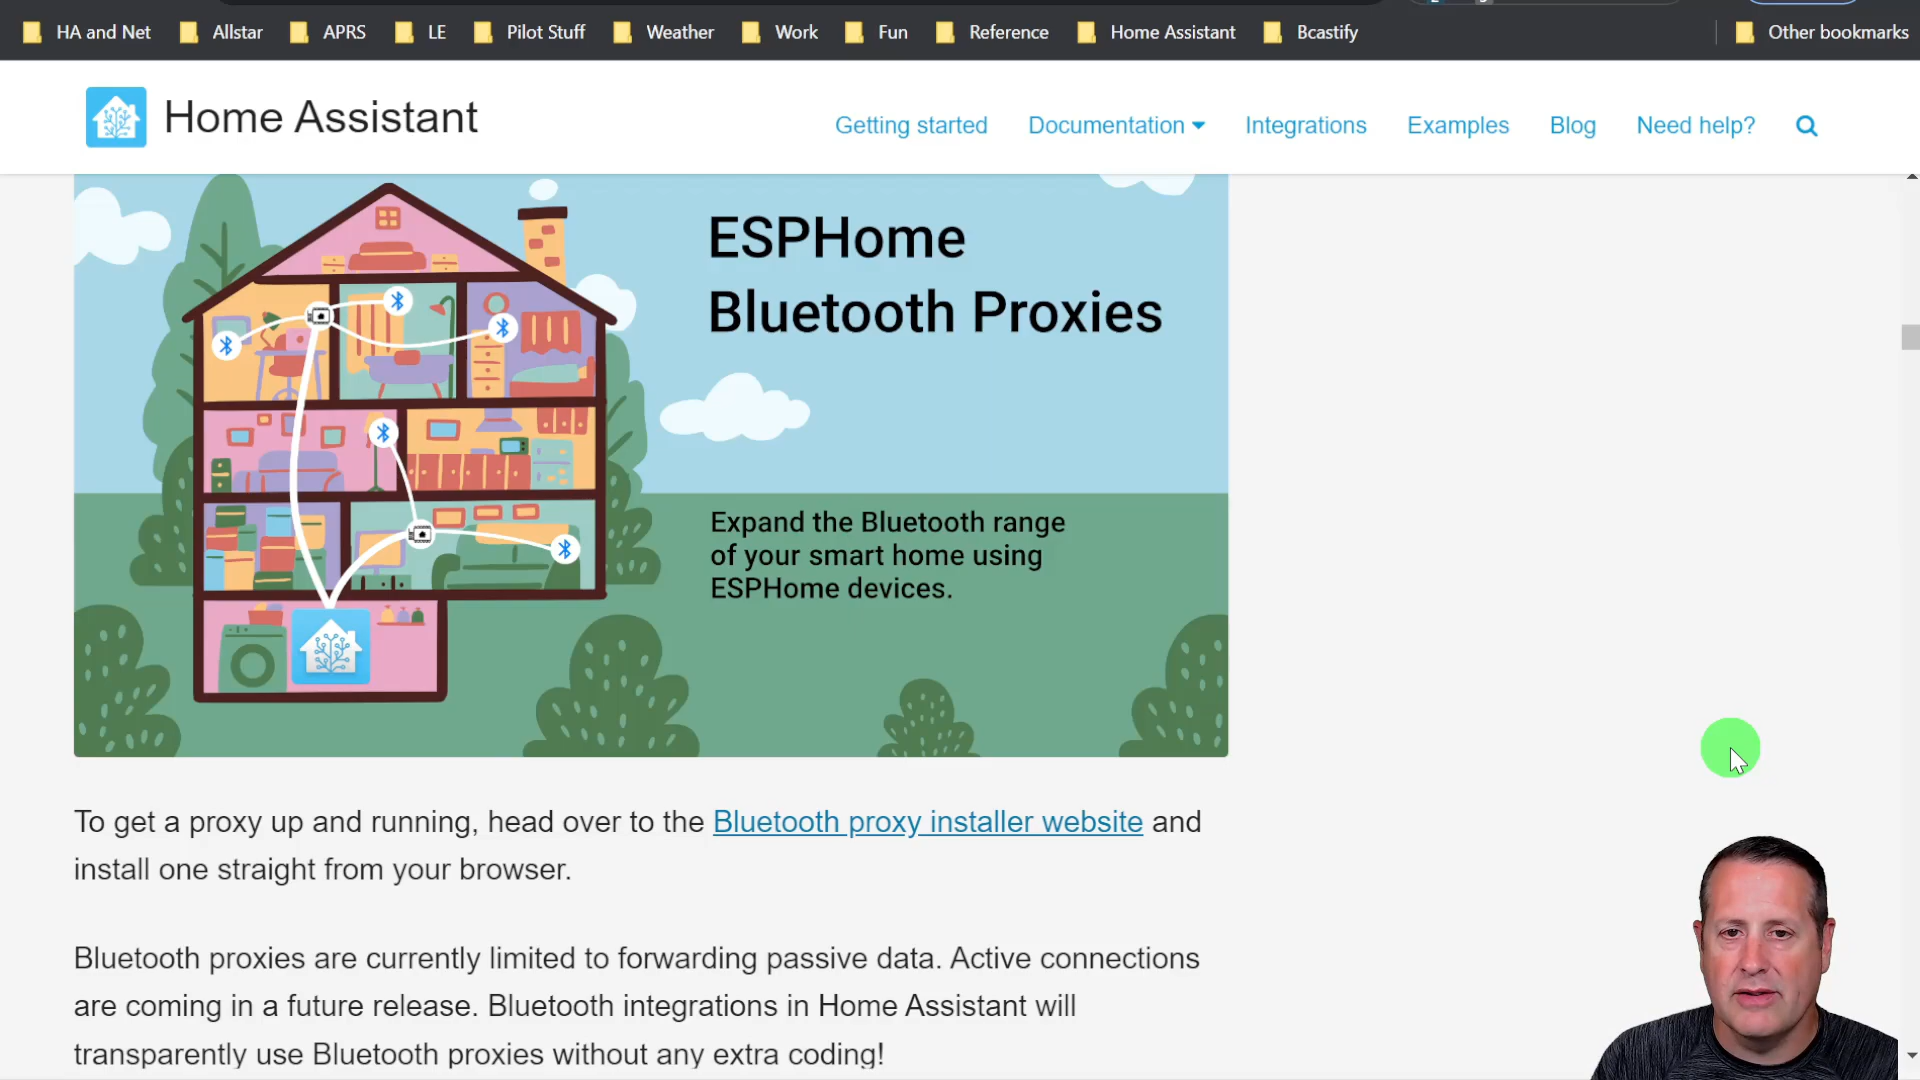 HA and Net Allstar APRS LE Pilot Stuff Weather Work Fun Reference Home Assistant Bcastify Other bookmarks
Home Assistant
Getting started Documentation Integrations Examples Blog Need help?
ESPHome
Bluetooth Proxies
Expand the Bluetooth range
of your smart home using
ESPHome devices.
To get a proxy up and running, head over to the Bluetooth proxy installer website and
install one straight from your browser.
Bluetooth proxies are currently limited to forwarding passive data. Active connections
are coming in a future release. Bluetooth integrations in Home Assistant will
transparently use Bluetooth proxies without any extra coding!